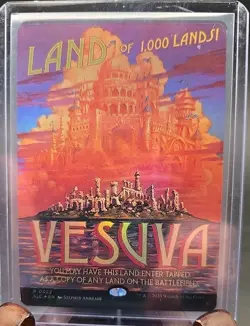 LAND OF 1,000 LANDS!
VESUVA
YOU MAY HAVE THIS LAND ENTER TAPPED
AS A COPY OF ANY LAND ON THE BATTLEFIELD.